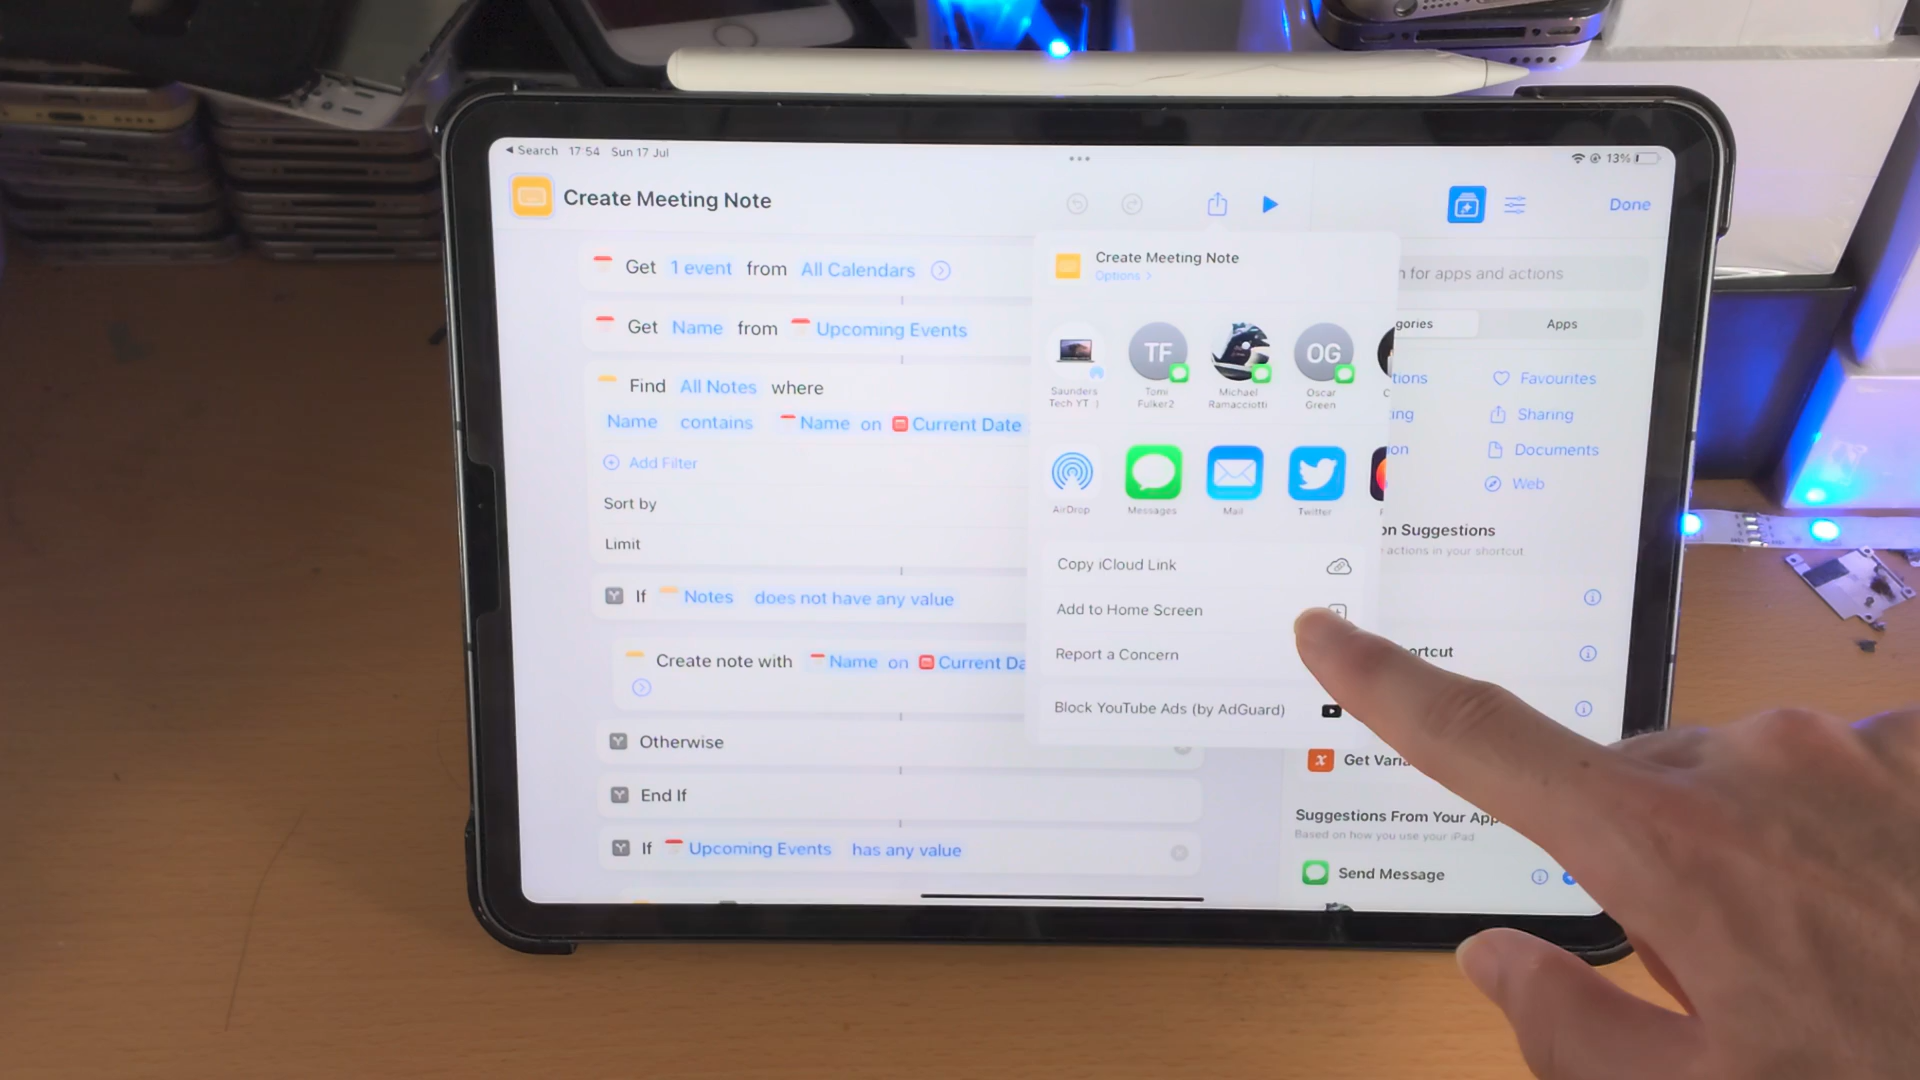 Search 17:54 Sun 17 Jul
13%
Create Meeting Note
Done
Get 1 event from All Calendars
Get Name from Upcoming Events
Find All Notes where
Name contains Name on Current Date
Add Filter
Sort by
Limit
If Notes does not have any value
Create note with Name on Current Da
Otherwise
End If
If Upcoming Events has any value
Create Meeting Note
Options
Saunders Tech YT )
TF
Tomi Fulker2
Michael Ramacciotti
OG
Oscar Green
C
AirDrop
Messages
Mail
Twitter
Copy iCloud Link
Add to Home Screen
Report a Concern
Block YouTube Ads (by AdGuard)
h for apps and actions
gories
Apps
tions
Favourites
ing
Sharing
on
Documents
Web
on Suggestions
actions in your shortcut
ortcut
x
Get Varia
Suggestions From Your App
Based on how you use your iPad
Send Message